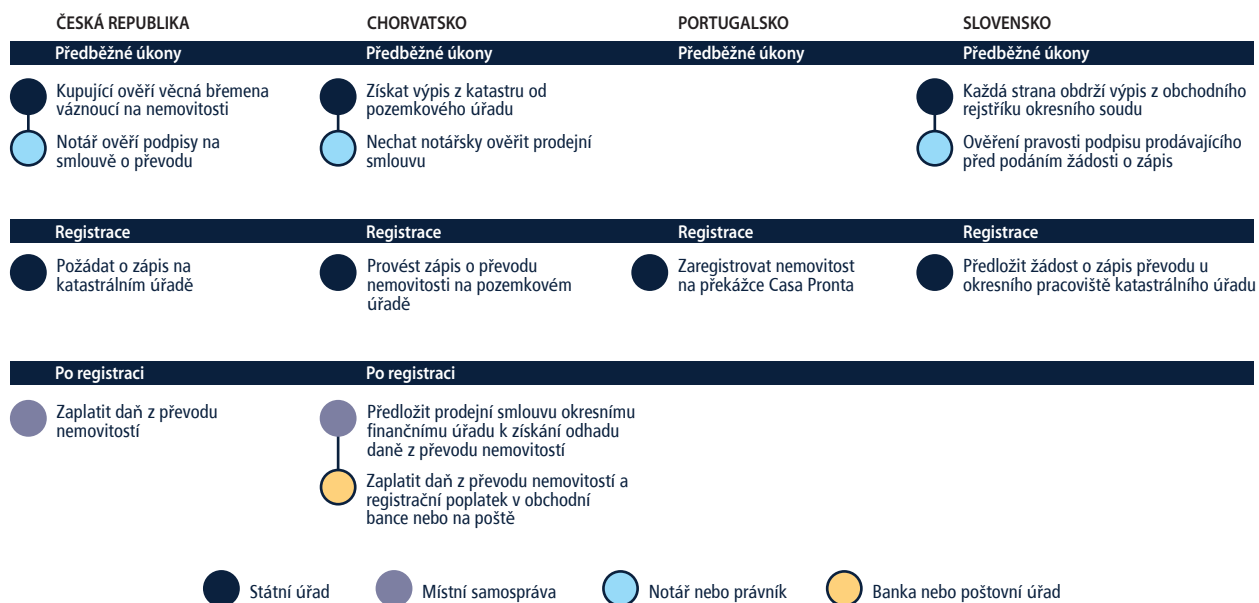 ČESKÁ REPUBLIKA CHORVATSKO PORTUGALSKO SLOVENSKO
Předběžné úkony Předběžné úkony Předběžné úkony Předběžné úkony
Kupující ověří věcná břemena
váznoucí na nemovitosti
Notář ověří podpisy na
smlouvě o převodu
Získat výpis z katastru od
pozemkového úřadu
Nechat notářsky ověřit prodejní
smlouvu
Každá strana obdrží výpis z obchodního
rejstříku okresního soudu
Ověření pravosti podpisu prodávajícího
před podáním žádosti o zápis
Registrace Registrace Registrace Registrace
Požádat o zápis na
katastrálním úřadě
Provést zápis o převodu
nemovitosti na pozemkovém
úřadě
Zaregistrovat nemovitost
na překážce Casa Pronta
Předložit žádost o zápis převodu u
okresního pracoviště katastrálního úřadu
Po registraci Po registraci
Zaplatit daň z převodu
nemovitostí
Předložit prodejní smlouvu okresnímu
finančnímu úřadu k získání odhadu
daně z převodu nemovitostí
Zaplatit daň z převodu nemovitostí a
registrační poplatek v obchodní
bance nebo na poště
Státní úřad Místní samospráva Notář nebo právník Banka nebo poštovní úřad